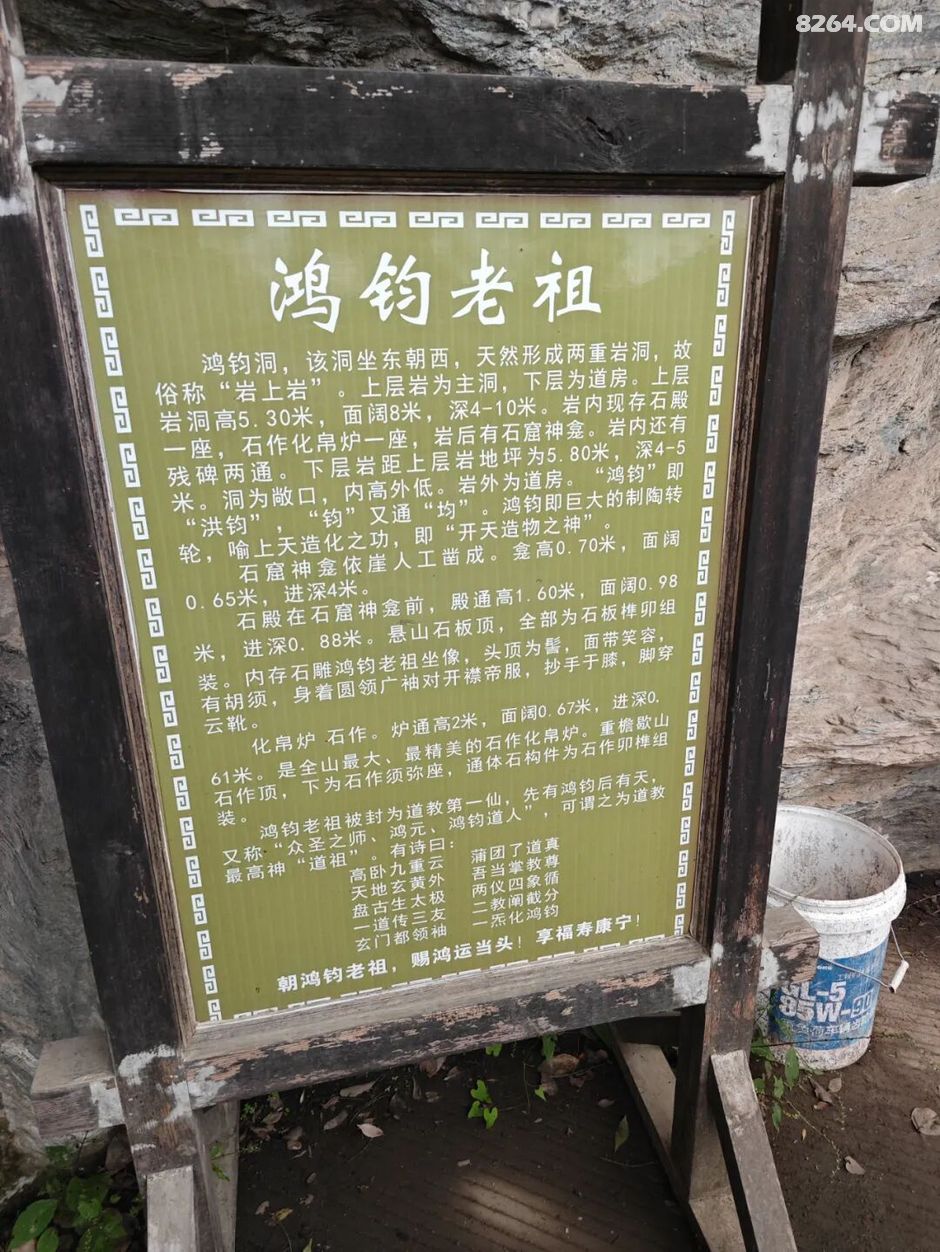 8264.COM
鸿钧老祖
鸿钧洞，该洞坐东朝西，天然形成两重岩洞，故
俗称“岩上岩”。上层岩为主洞，下层为道房。上层
岩洞高5.30米，面阔8米，深4-10米。岩内现存石殿
一座，石作化帛炉一座，岩后有石窟神龛。岩内还有
残碑两通。下层岩距上层岩地坪为5.80米，深4-5
米。洞为敞口，内高外低。岩外为道房。“鸿钧”即
“洪钧”，“钧”又通“均”。鸿钧即巨大的制陶转
轮，喻上天造化之功，即“开天造物之神”。
石窟神龛依崖人工凿成。龛高0.70米，面阔
0.65米，进深4米。
石殿在石窟神龛前，殿通高1.60米，面阔0.98
米，进深0.88米。悬山石板顶，全部为石板榫卯组
装。内存石雕鸿钧老祖坐像，头顶为髻，面带笑容，
有胡须，身着圆领广袖对开襟帝服，抄手于膝，脚穿
云靴。
化帛炉 石作。炉通高2米，面阔0.67米，进深0.
61米。是全山最大、最精美的石作化帛炉。重檐歇山
石作顶，下为石作须弥座，通体石构件为石作卯榫组
装。
鸿钧老祖被封为道教第一仙，先有鸿钧后有天，
又称“众圣之师、鸿元、鸿钧道人”，可谓之为道教
最高神“道祖”。有诗曰：
高卧九重云 蒲团了道真
天地玄黄外 吾当掌教尊
盘古生太极 两仪四象循
一道传三友 二教阐截分
玄门都领袖 一炁化鸿钧
朝鸿钧老祖，赐鸿运当头！享福寿康宁！
GL-5
85W-90